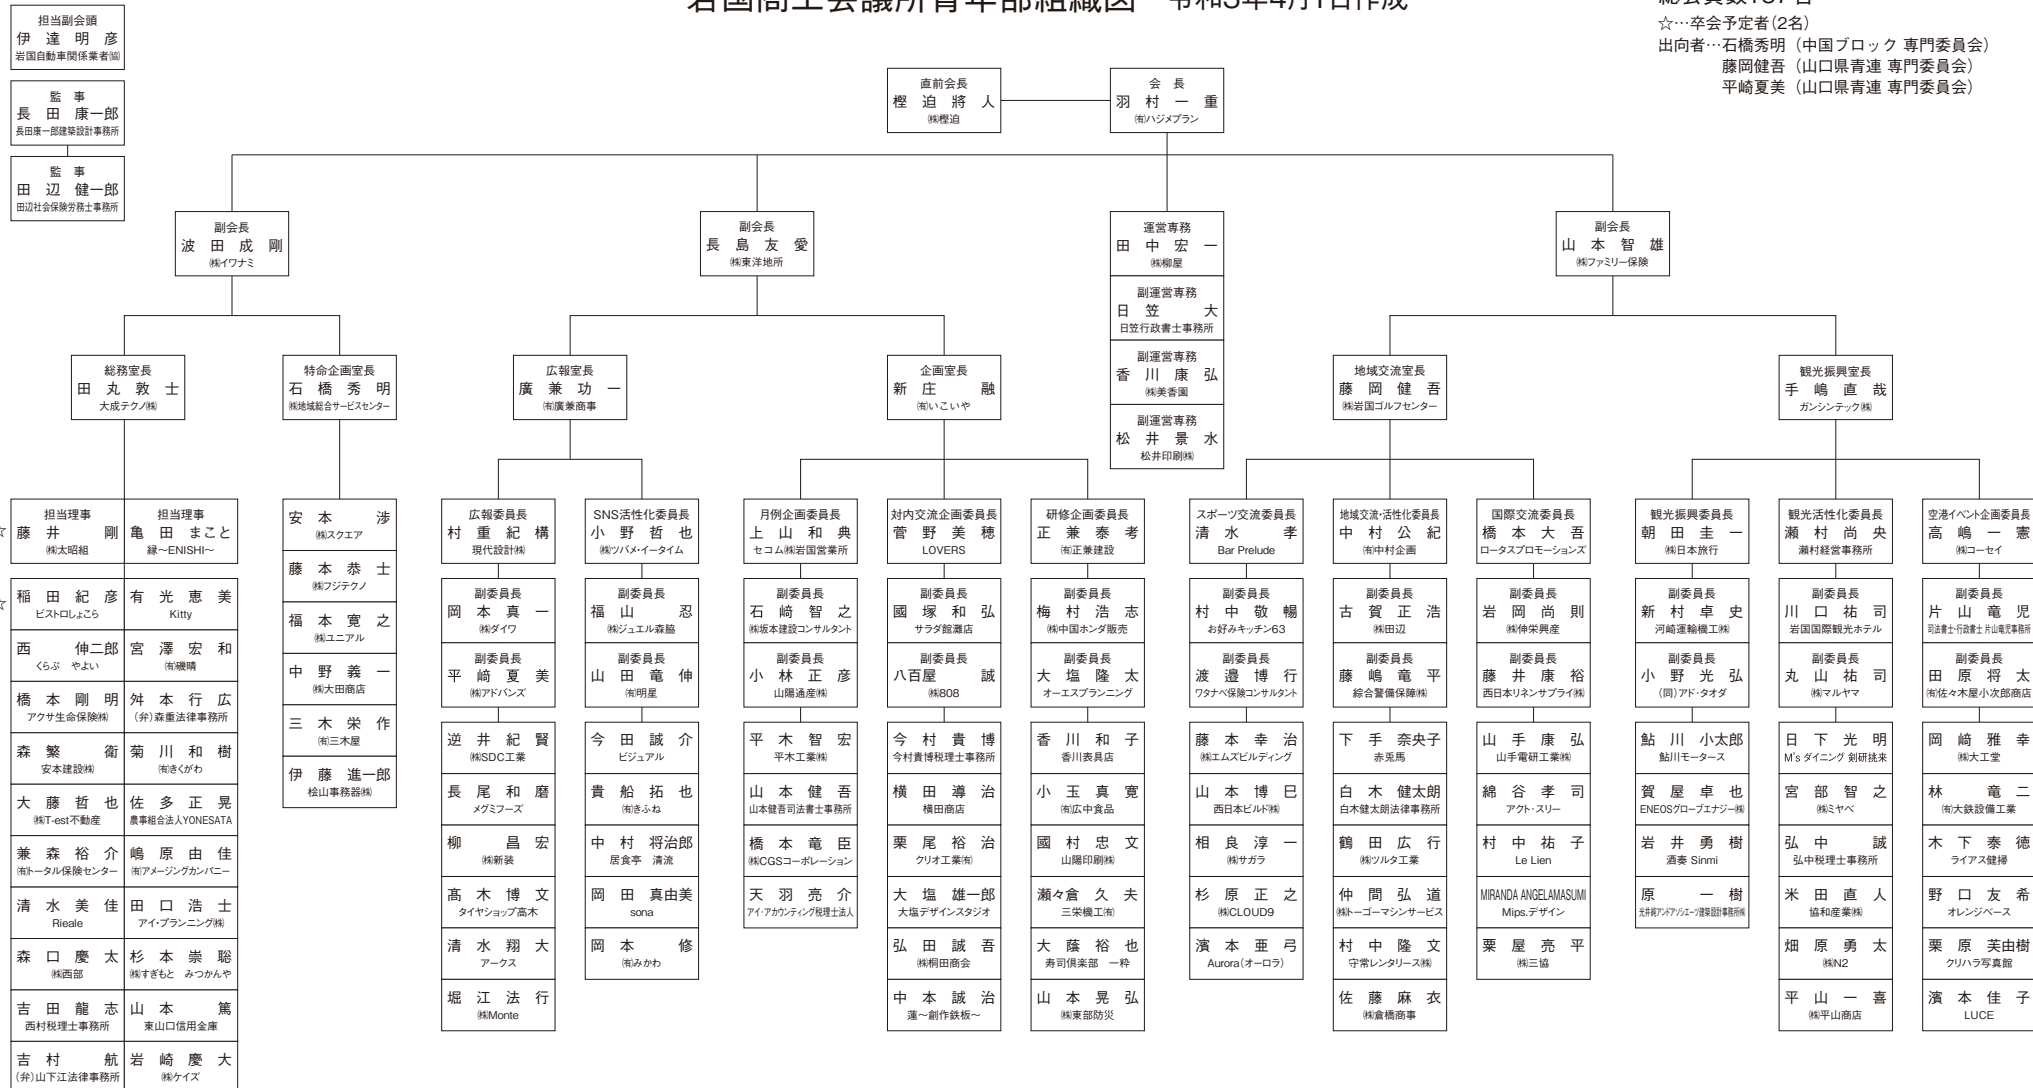 岩国商工会議所青年部組織図 令和3年4月1日作成
☆…卒会予定者(2名)
出向者…石橋秀明（中国ブロック 専門委員会）
藤岡健吾（山口県青連 専門委員会）
平崎夏美（山口県青連 専門委員会）
担当副会頭
伊達明彦
岩国自動車関係業者㈿
監事
長田康一郎
長田康一郎建築設計事務所
監事
田辺健一郎
田辺社会保険労務士事務所
直前会長
樫迫將人
㈱樫迫
会長
羽村一重
㈲ハジメプラン
副会長
波田成剛
㈱イワナミ
副会長
長島友愛
㈱東洋地所
運営専務
田中宏一
㈱柳屋
副運営専務
日笠大
日笠行政書士事務所
副運営専務
香川康弘
㈱美香園
副運営専務
松井景水
松井印刷㈱
副会長
山本智雄
㈱ファミリー保険
総務室長
田丸敦士
大成テクノ㈱
特命企画室長
石橋秀明
㈱地域総合サービスセンター
広報室長
廣兼功一
㈲廣兼商事
企画室長
新庄融
㈲いこいや
地域交流室長
藤岡健吾
㈱岩国ゴルフセンター
観光振興室長
手嶋直哉
ガンシンテック㈱
☆
担当理事
藤井剛
㈱太昭組
担当理事
亀田まこと
縁～ENISHI～
☆
稲田紀彦
ビストロしょこら
有光恵美
Kitty
西伸二郎
くらぶ やよい
宮澤宏和
㈲磯晴
橋本剛明
アクサ生命保険㈱
舛本行広
(弁)森重法律事務所
森繁衛
安本建設㈱
菊川和樹
㈲きくがわ
大藤哲也
㈱T-est不動産
佐多正晃
農事組合法人YONESATA
兼森裕介
㈲トータル保険センター
嶋原由佳
㈲アメージングカンパニー
清水美佳
Rieale
田口浩士
アイ・プランニング㈱
森口慶太
㈱西部
杉本崇聡
㈱すぎもと みつかんや
吉田龍志
西村税理士事務所
山本篤
東山口信用金庫
吉村航
(弁)山下江法律事務所
岩崎慶大
㈱ケイズ
安本渉
㈱スクエア
藤本恭士
㈱フジテクノ
福本寛之
㈱ユニアル
中野義一
㈱大田商店
三木栄作
㈲三木屋
伊藤進一郎
桧山事務器㈱
広報委員長
村重紀構
現代設計㈱
副委員長
岡本真一
㈱ダイワ
副委員長
平﨑夏美
㈱アドバンズ
逆井紀賢
㈱SDC工業
長尾和磨
メグミフーズ
柳昌宏
㈱新装
髙木博文
タイヤショップ高木
清水翔大
アークス
堀江法行
㈱Monte
SNS活性化委員長
小野哲也
㈱ツバメ・イータイム
副委員長
福山忍
㈱ジュエル森脇
副委員長
山田竜伸
㈲明星
今田誠介
ビジュアル
貴船拓也
㈲きふね
中村将治郎
居食亭 清流
岡田真由美
sona
岡本修
㈲みかわ
月例企画委員長
上山和典
セコム㈱岩国営業所
副委員長
石﨑智之
㈱坂本建設コンサルタント
副委員長
小林正彦
山陽通産㈱
平木智宏
平木工業㈱
山本健吾
山本健吾司法書士事務所
橋本竜臣
㈱CGSコーポレーション
天羽亮介
アイ・アカウンティング税理士法人
対内交流企画委員長
菅野美穂
LOVERS
副委員長
國塚和弘
サラダ館灘店
副委員長
八百屋誠
㈱808
今村貴博
今村貴博税理士事務所
横田導治
横田商店
栗尾裕治
クリオ工業㈲
大塩雄一郎
大塩デザインスタジオ
弘田誠吾
㈱桐田商会
中本誠治
蓮～創作鉄板～
研修企画委員長
正兼泰考
㈲正兼建設
副委員長
梅村浩志
㈱中国ホンダ販売
副委員長
大塩隆太
オーエスプランニング
香川和子
香川表具店
小玉真寛
㈲広中食品
國村忠文
山陽印刷㈱
瀬々倉久夫
三栄機工㈲
大蔭裕也
寿司倶楽部 一粋
山本晃弘
㈱東部防災
スポーツ交流委員長
清水孝
Bar Prelude
副委員長
村中敬暢
お好みキッチン63
副委員長
渡邉博行
ワタナベ保険コンサルタント
藤本幸治
㈱エムズビルディング
山本博巳
西日本ビルド㈱
相良淳一
㈱サガラ
杉原正之
㈱CLOUD9
濱本亜弓
Aurora(オーロラ)
地域交流・活性化委員長
中村公紀
㈲中村企画
副委員長
古賀正浩
㈱田辺
副委員長
藤嶋竜平
綜合警備保障㈱
下手奈央子
赤兎馬
白木健太朗
白木健太朗法律事務所
鶴田広行
㈱ツルタ工業
仲間弘道
㈱トーゴーマシンサービス
村中隆文
守常レンタリース㈱
佐藤麻衣
㈱倉橋商事
国際交流委員長
橋本大吾
ロータスプロモーションズ
副委員長
岩岡尚則
㈱伸栄興産
副委員長
藤井康裕
西日本リネンサプライ㈱
山手康弘
山手電研工業㈱
綿谷孝司
アクト・スリー
村中祐子
Le Lien
MIRANDA ANGELAMASUMI
Mips.デザイン
粟屋亮平
㈱三協
観光振興委員長
朝田圭一
㈱日本旅行
副委員長
新村卓史
河崎運輸機工㈱
副委員長
小野光弘
(同)アド・タオダ
鮎川小太郎
鮎川モータース
賀屋卓也
ENEOSグローブエナジー㈱
岩井勇樹
酒奏 Sinmi
原一樹
光井純アンドアソシエーツ建築設計事務所㈱
観光活性化委員長
瀬村尚央
瀬村経営事務所
副委員長
川口祐司
岩国国際観光ホテル
副委員長
丸山祐司
㈱マルヤマ
日下光明
M's ダイニング 剣研挑来
宮部智之
㈱ミヤベ
弘中誠
弘中税理士事務所
米田直人
協和産業㈱
畑原勇太
㈱N2
平山一喜
㈱平山商店
空港イベント企画委員長
高嶋一憲
㈱コーセイ
副委員長
片山竜児
司法書士・行政書士 片山竜児事務所
副委員長
田原将太
㈲佐々木屋小次郎商店
岡﨑雅幸
㈱大工堂
林竜二
㈲大鉄設備工業
木下泰徳
ライアス健掃
野口友希
オレンジベース
栗原芙由樹
クリハラ写真館
濱本佳子
LUCE